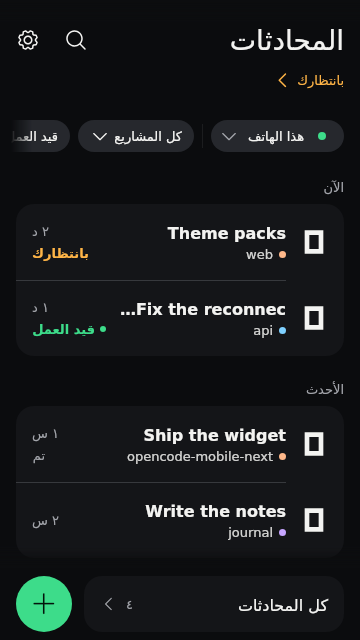 المحادثات
بانتظارك
هذا الهاتف
كل المشاريع
قيد العمل
الآن
Theme packs
٢ د
web
بانتظارك
Fix the reconnec…
١ د
api
قيد العمل
الأحدث
Ship the widget
١ س
opencode-mobile-next
تم
Write the notes
٢ س
journal
كل المحادثات
٤